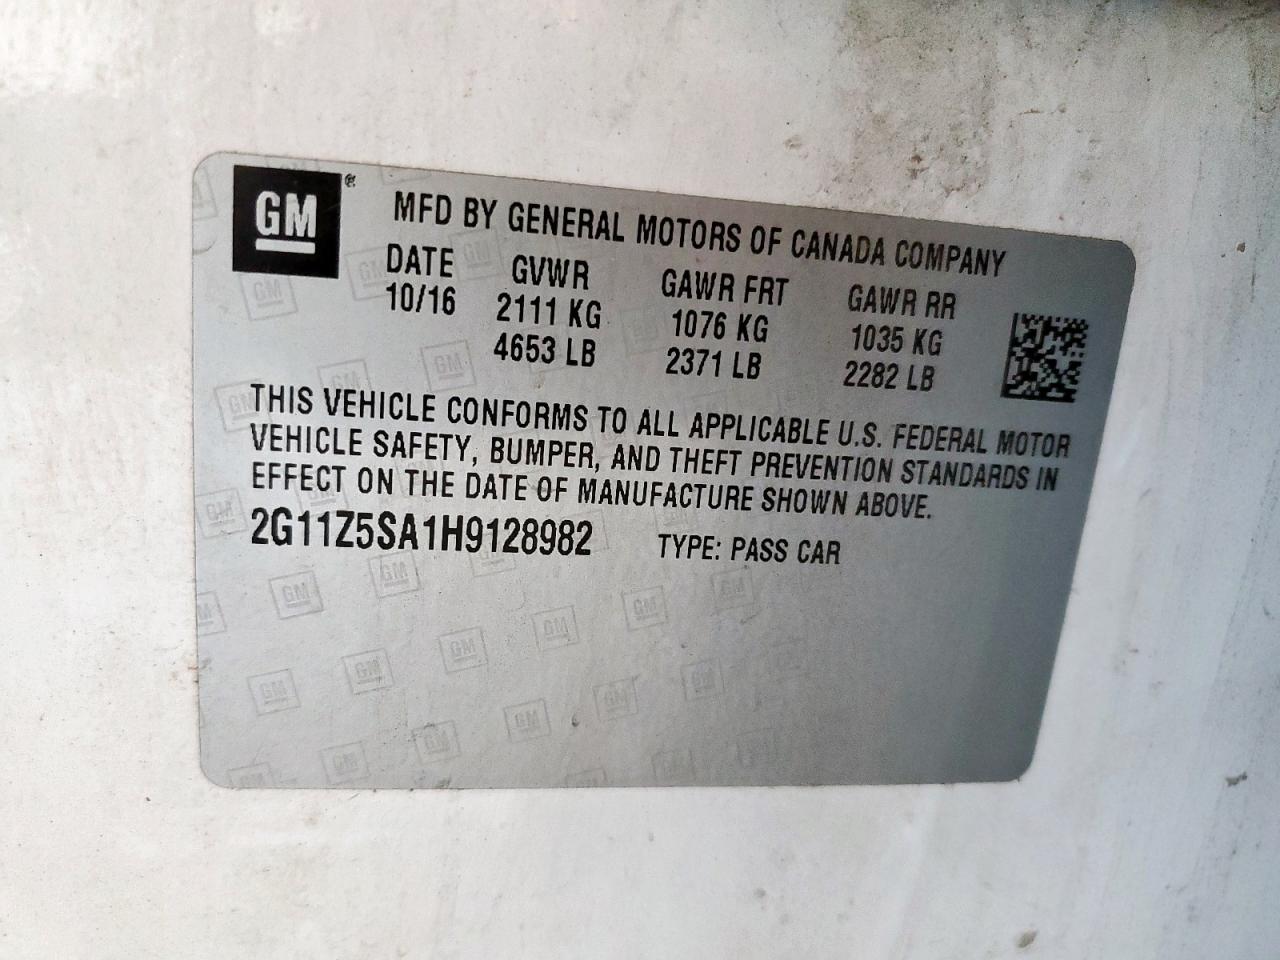 GM®
MFD BY GENERAL MOTORS OF CANADA COMPANY
DATE GVWR GAWR FRT GAWR RR
10/16 2111 KG 1076 KG 1035 KG
4653 LB 2371 LB 2282 LB
THIS VEHICLE CONFORMS TO ALL APPLICABLE U.S. FEDERAL MOTOR
VEHICLE SAFETY, BUMPER, AND THEFT PREVENTION STANDARDS IN
EFFECT ON THE DATE OF MANUFACTURE SHOWN ABOVE.
2G11Z5SA1H9128982 TYPE: PASS CAR